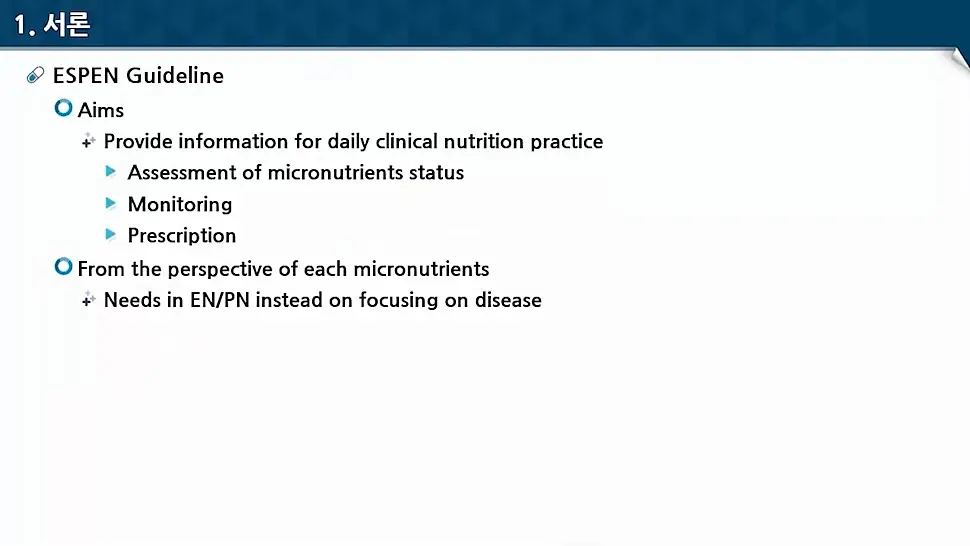 1. 서론
ESPEN Guideline
Aims
Provide information for daily clinical nutrition practice
Assessment of micronutrients status
Monitoring
Prescription
From the perspective of each micronutrients
Needs in EN/PN instead on focusing on disease